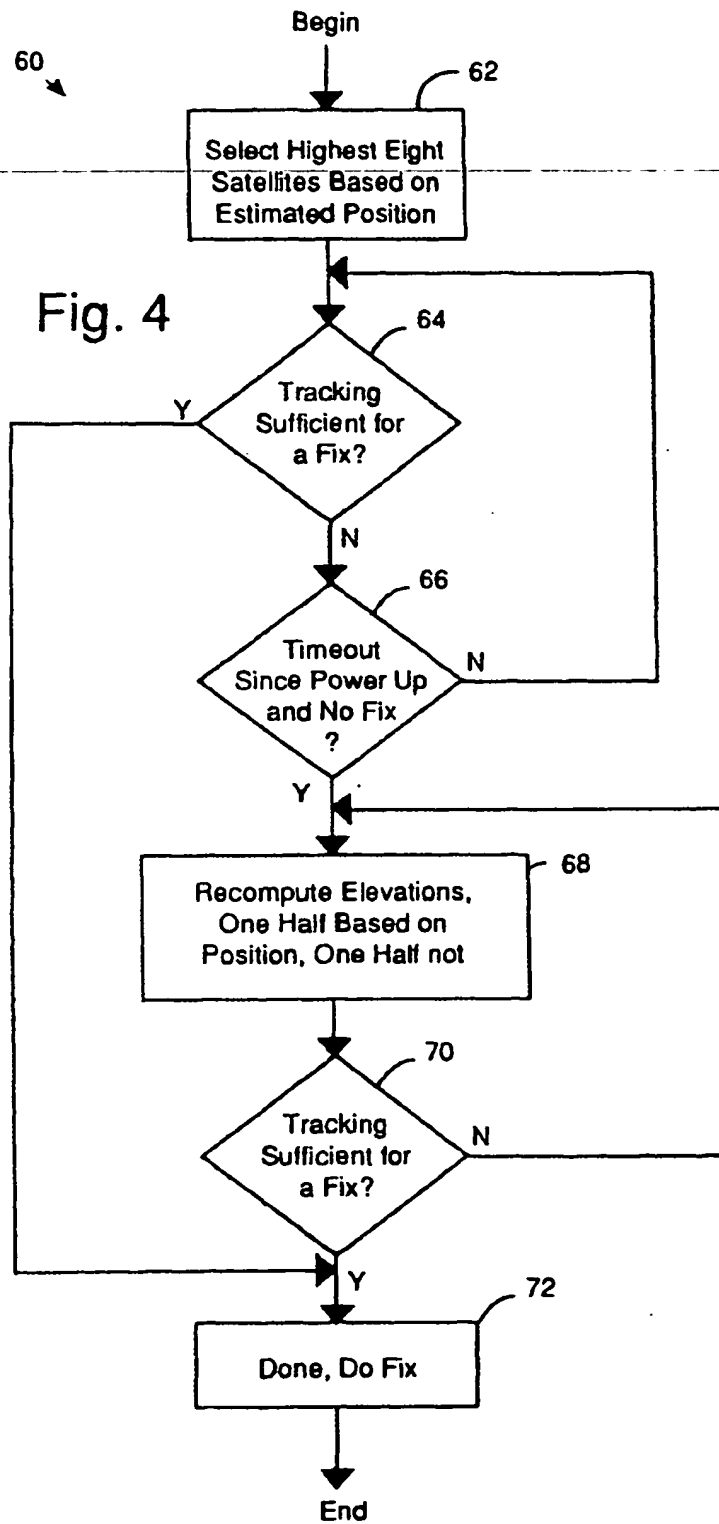 Begin
60
62
Select Highest Eight
Satellites Based on
Estimated Position
Fig. 4
64
Y
Tracking
Sufficient for
a Fix?
N
66
Timeout
Since Power Up
and No Fix
?
N
Y
68
Recompute Elevations,
One Half Based on
Position, One Half not
70
Tracking
Sufficient for
a Fix?
N
Y
72
Done, Do Fix
End